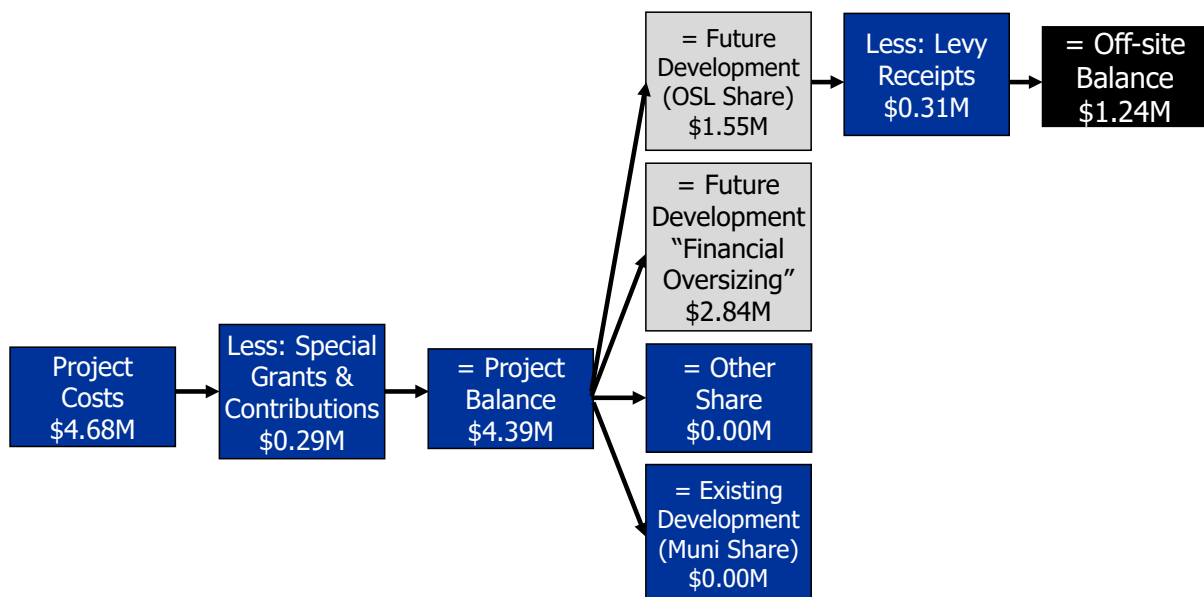 Project
Costs
$4.68M
Less: Special
Grants &
Contributions
$0.29M
= Project
Balance
$4.39M
= Future
Development
(OSL Share)
$1.55M
Less: Levy
Receipts
$0.31M
= Off-site
Balance
$1.24M
= Future
Development
“Financial
Oversizing”
$2.84M
= Other
Share
$0.00M
= Existing
Development
(Muni Share)
$0.00M